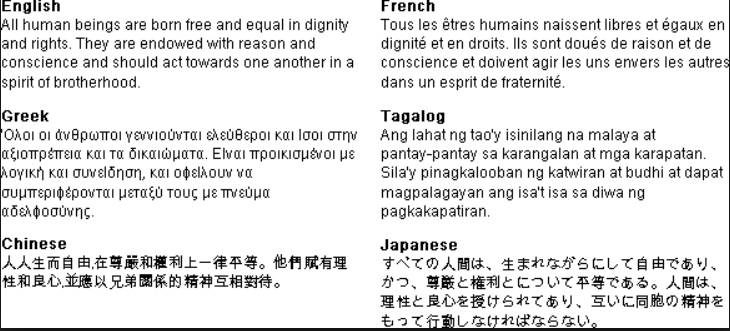 English
All human beings are born free and equal in dignity
and rights. They are endowed with reason and
conscience and should act towards one another in a
spirit of brotherhood.
Greek
'Ολοι οι άνθρωποι γεννιούνται ελεύθεροι και Ισοι στην
αξιοπρέπεια και τα δικαιώματα. Είναι προικισμένοι με
λογική και συνείδηση, και οφείλουν να
συμπεριφέρονται μεταξύ τους με πνεύμα
αδελφοσύνης.
Chinese
人人生而自由,在尊嚴和權利上一律平等。他們賦有理
性和良心,並應以兄弟關係的精神互相對待。
French
Tous les êtres humains naissent libres et égaux en
dignité et en droits. Ils sont doués de raison et de
conscience et doivent agir les uns envers les autres
dans un esprit de fraternité.
Tagalog
Ang lahat ng tao'y isinilang na malaya at
pantay-pantay sa karangalan at mga karapatan.
Sila'y pinagkalooban ng katwiran at budhi at dapat
magpalagayan ang isa't isa sa diwa ng
pagkakapatiran.
Japanese
すべての人間は、生まれながらにして自由であり、
かつ、尊厳と権利とについて平等である。人間は、
理性と良心を授けられてあり、互いに同胞の精神を
もって行動しなければならない。